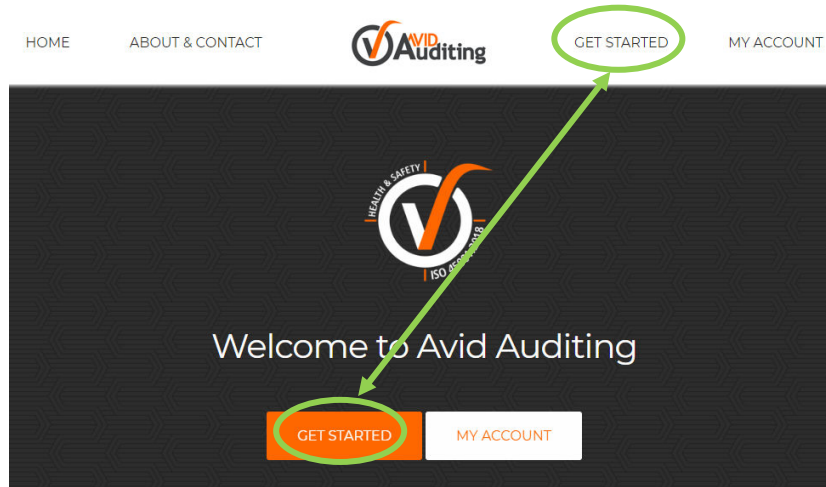 HOME
ABOUT & CONTACT
AVID
Auditing
GET STARTED
MY ACCOUNT
HEALTH & SAFETY
ISO 45001:2018
Welcome to Avid Auditing
GET STARTED
MY ACCOUNT